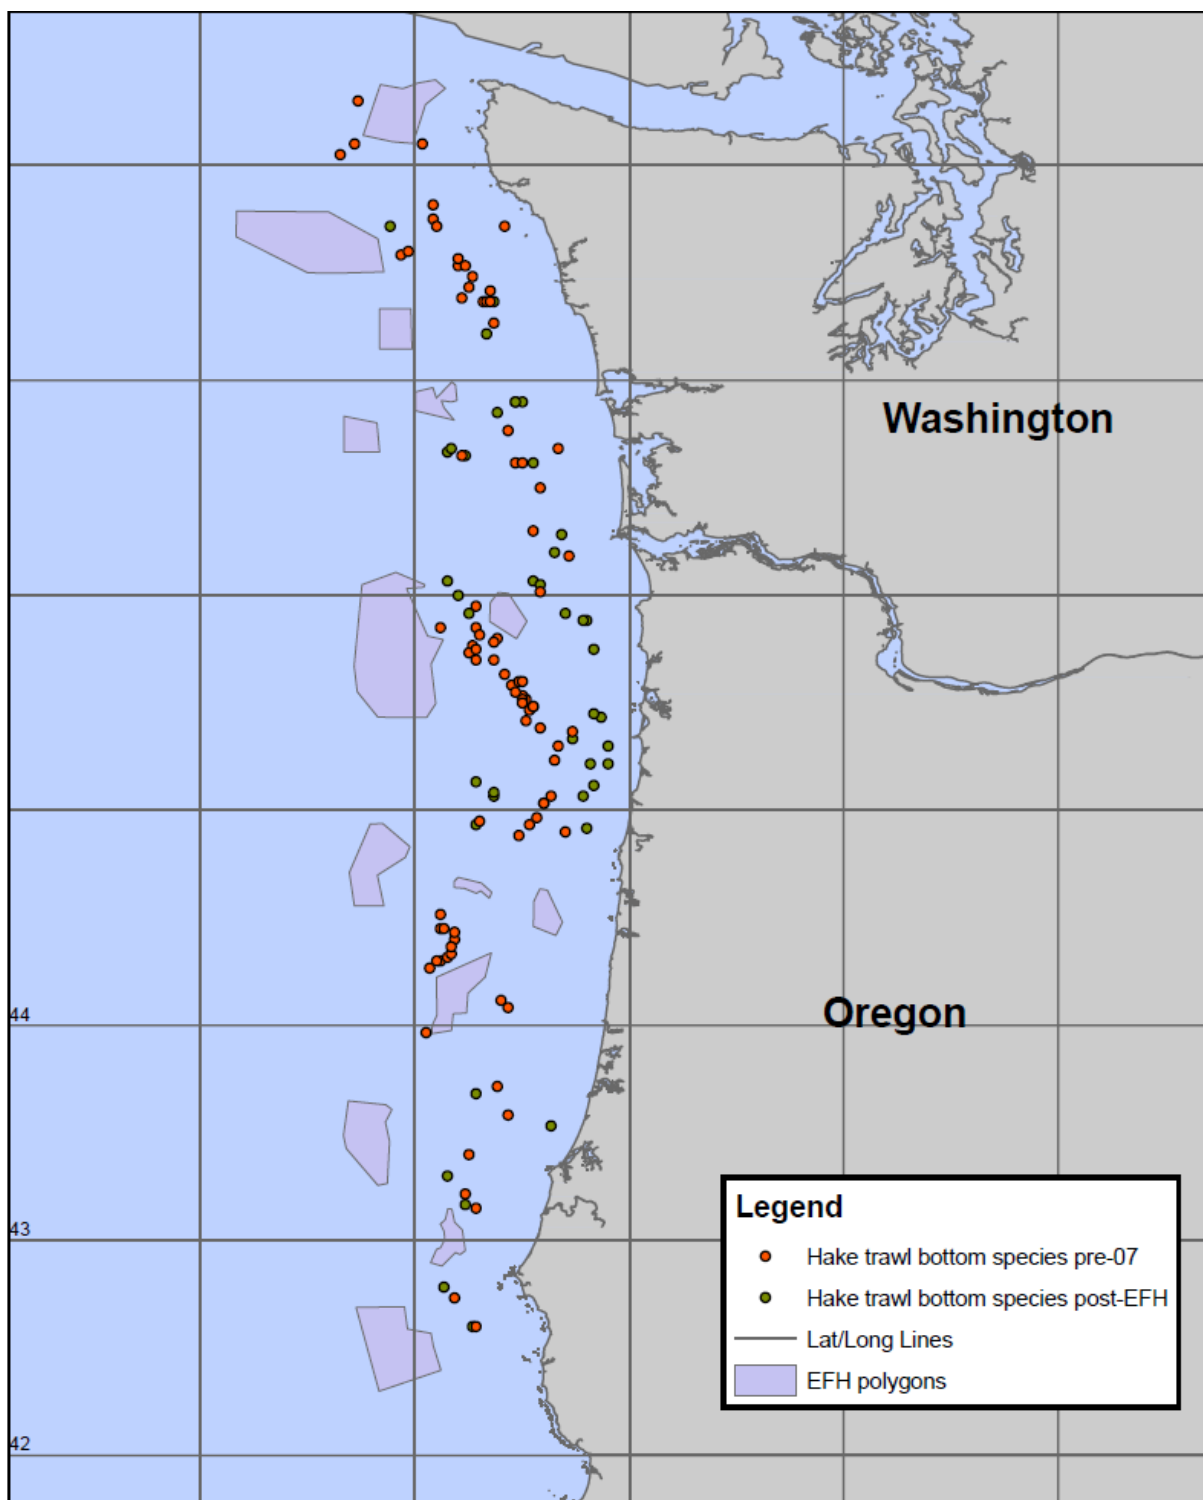 Washington
44
Oregon
Legend
Hake trawl bottom species pre-07
43
Hake trawl bottom species post-EFH
Lat/Long Lines
EFH polygons
42